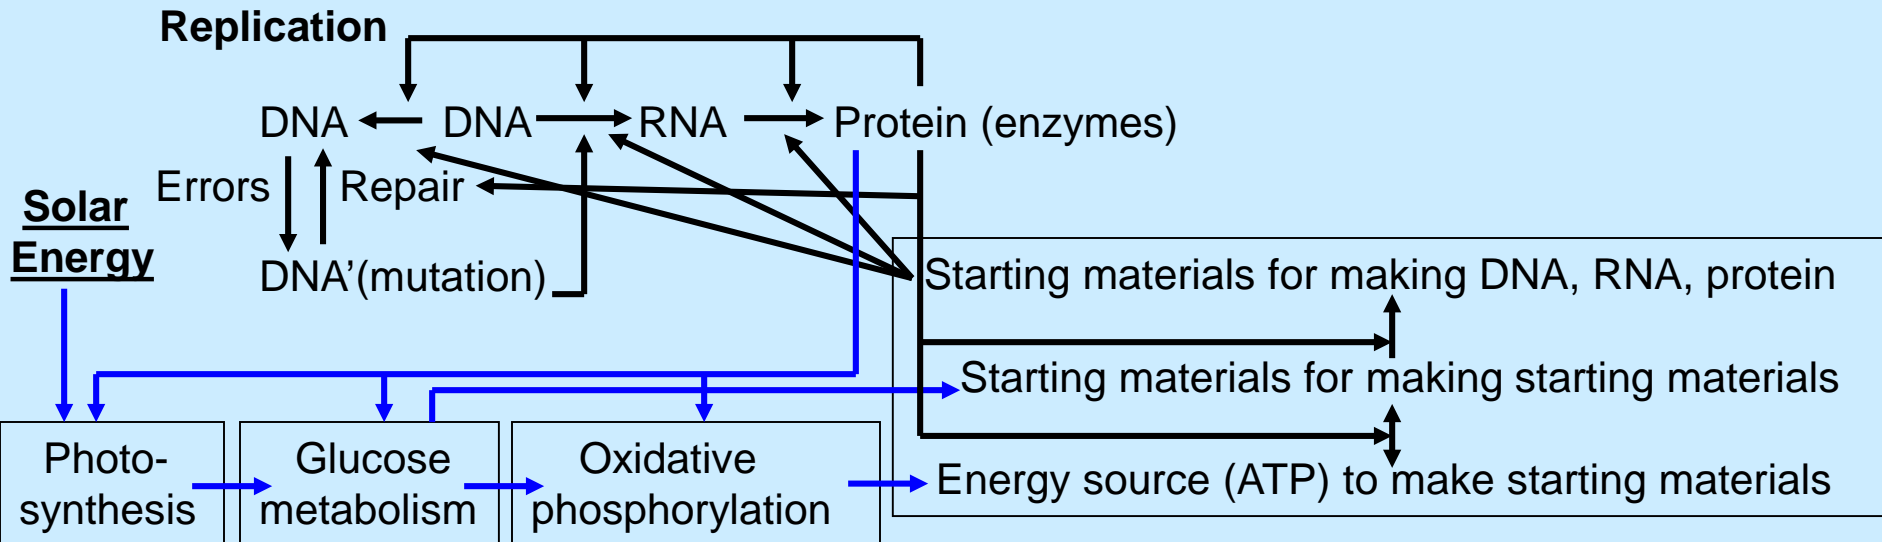 Replication
DNA DNA RNA Protein (enzymes)
Errors Repair
Solar
Energy
DNA’(mutation)
Starting materials for making DNA, RNA, protein
Starting materials for making starting materials
Photo-
synthesis
Glucose
metabolism
Oxidative
phosphorylation
Energy source (ATP) to make starting materials